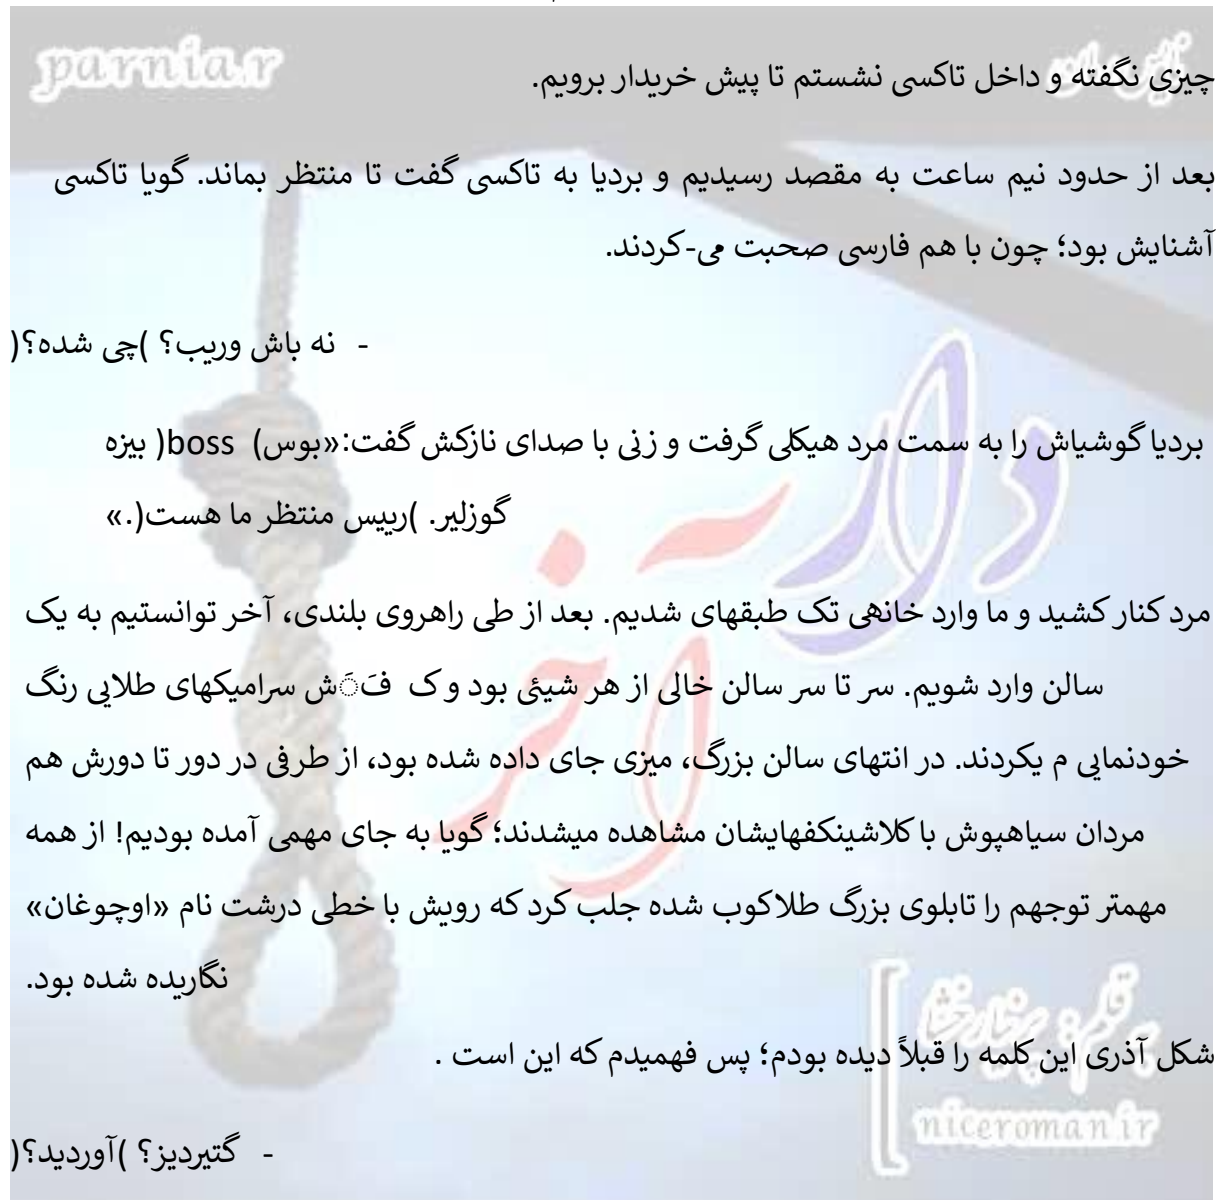 parnia.r
چیزی نگفته و داخل تاکسی نشستم تا پیش خریدار برویم.
بعد از حدود نیم ساعت به مقصد رسیدیم و بردیا به تاکسی گفت تا منتظر بماند. گویا تاکسی
آشنایش بود؛ چون با هم فارسی صحبت می-کردند.
- نه باش وریب؟ )چی شده؟(
بردیا گوشیاش را به سمت مرد هیکلی گرفت و زنی با صدای نازکش گفت:«بوس) boss( بیزه
گوزلیر. )رییس منتظر ما هست(.»
مرد کنار کشید و ما وارد خانهی تک طبقهای شدیم. بعد از طی راهروی بلندی، آخر توانستیم به یک
سالن وارد شویم. سر تا سر سالن خالی از هر شیئی بود و ک فَ◌َش سرامیکهای طلایی رنگ
خودنمایی م یکردند. در انتهای سالن بزرگ، میزی جای داده شده بود، از طرفی در دور تا دورش هم
مردان سیاهپوش با کلاشینکفهایشان مشاهده میشدند؛ گویا به جای مهمی آمده بودیم! از همه
مهمتر توجهم را تابلوی بزرگ طلاکوب شده جلب کرد که رویش با خطی درشت نام «اوچوغان»
نگاریده شده بود.
دار
آخر
شکل آذری این کلمه را قبلاً دیده بودم؛ پس فهمیدم که این است .
niceroman.ir
- گتیردیز؟ )آوردید؟(